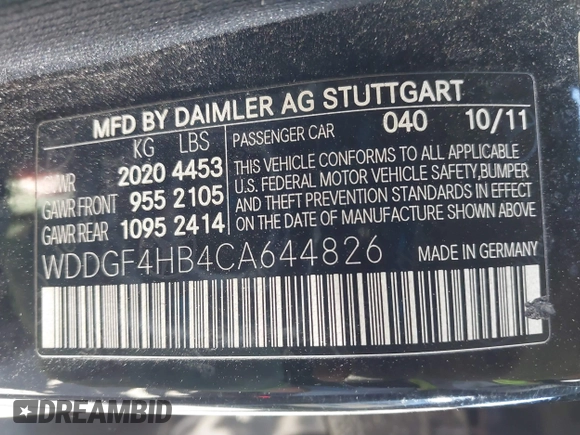 MFD BY DAIMLER AG STUTTGART
KG LBS
GVWR 2020 4453
GAWR FRONT 955 2105
GAWR REAR 1095 2414
PASSENGER CAR 040 10/11
THIS VEHICLE CONFORMS TO ALL APPLICABLE
U.S. FEDERAL MOTOR VEHICLE SAFETY, BUMPER
AND THEFT PREVENTION STANDARDS IN EFFECT
ON THE DATE OF MANUFACTURE SHOWN ABOVE
WDDGF4HB4CA644826
MADE IN GERMANY
DREAMBID